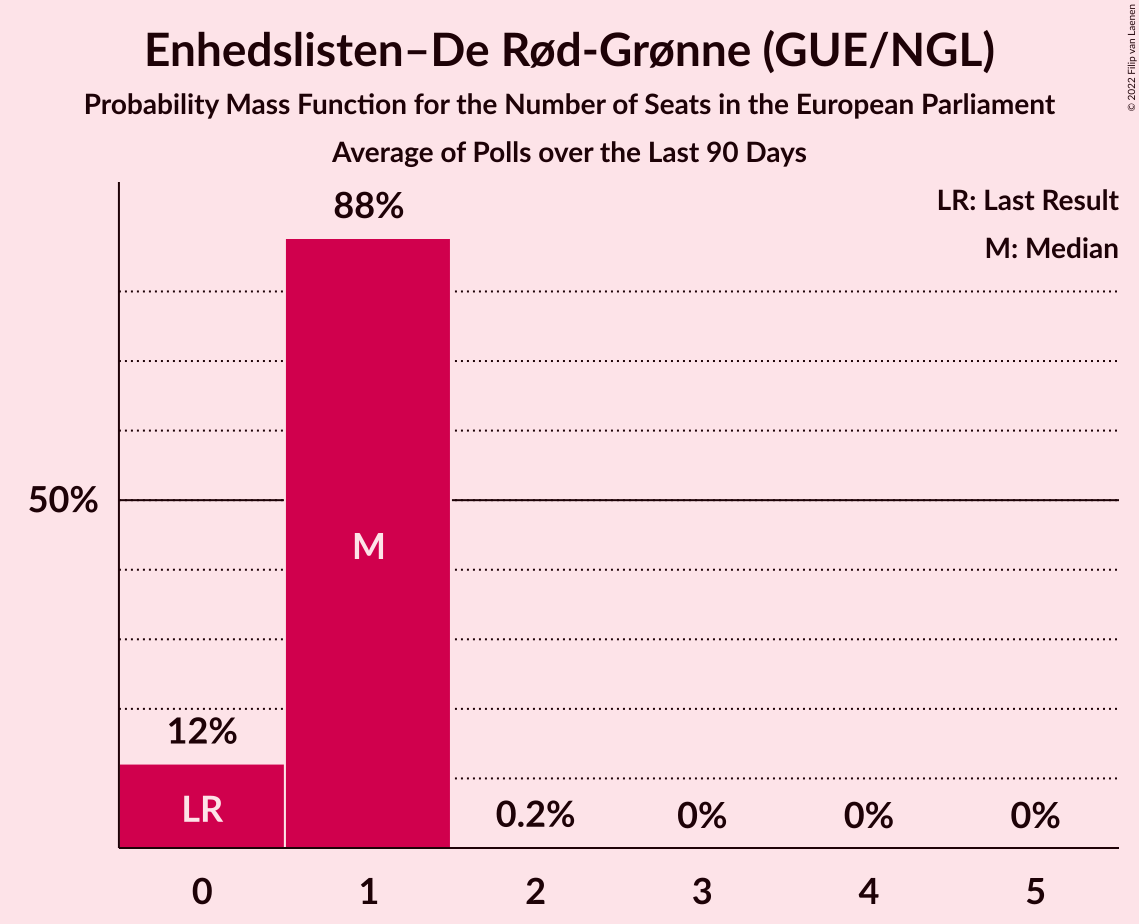 Enhedslisten–De Rød-Grønne (GUE/NGL)
Probability Mass Function for the Number of Seats in the European Parliament
Average of Polls over the Last 90 Days
© 2022 Filip van Laenen
LR: Last Result
M: Median
88%
50%
M
12%
LR
0.2%
0%
0%
0%
0
1
2
3
4
5